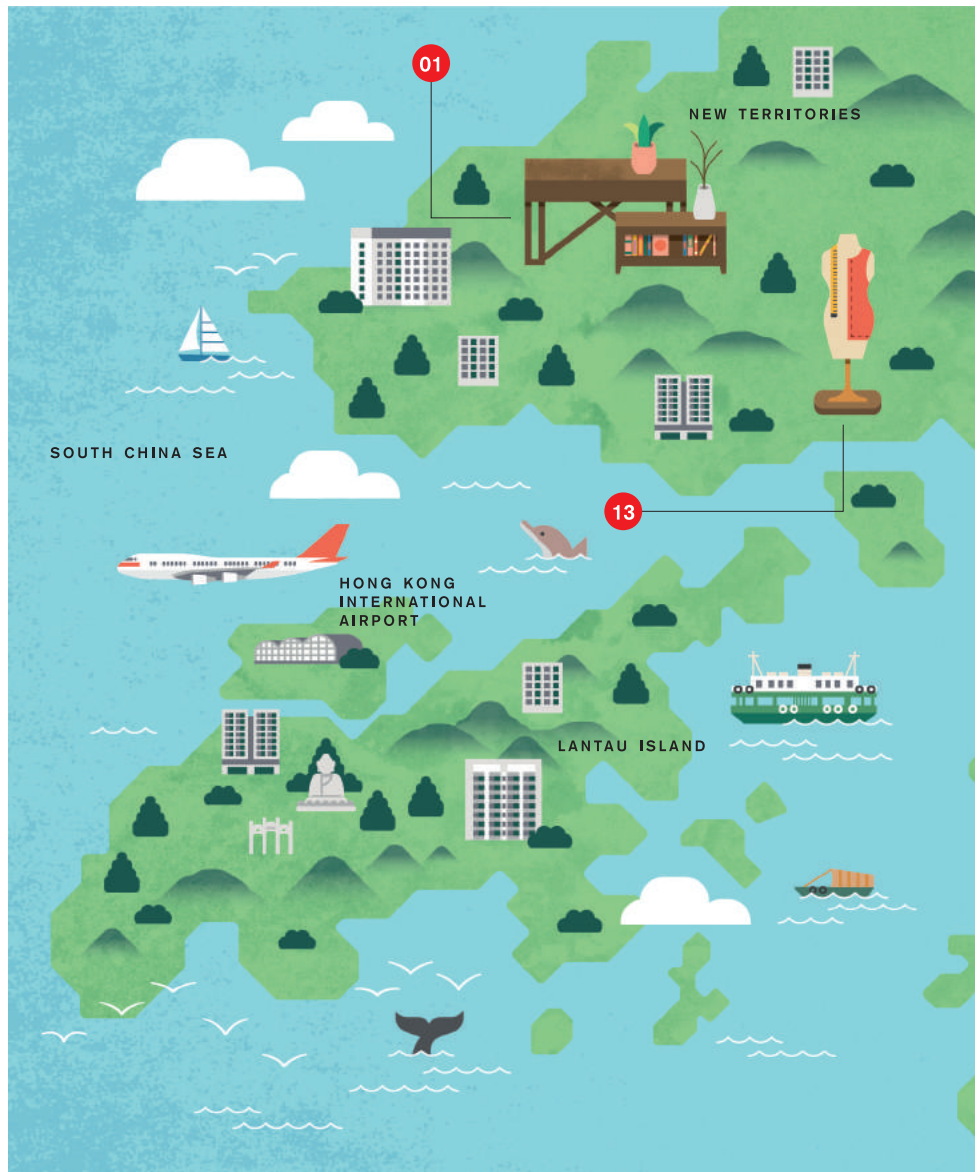 01
NEW TERRITORIES
SOUTH CHINA SEA
13
HONG KONG
INTERNATIONAL
AIRPORT
LANTAU ISLAND